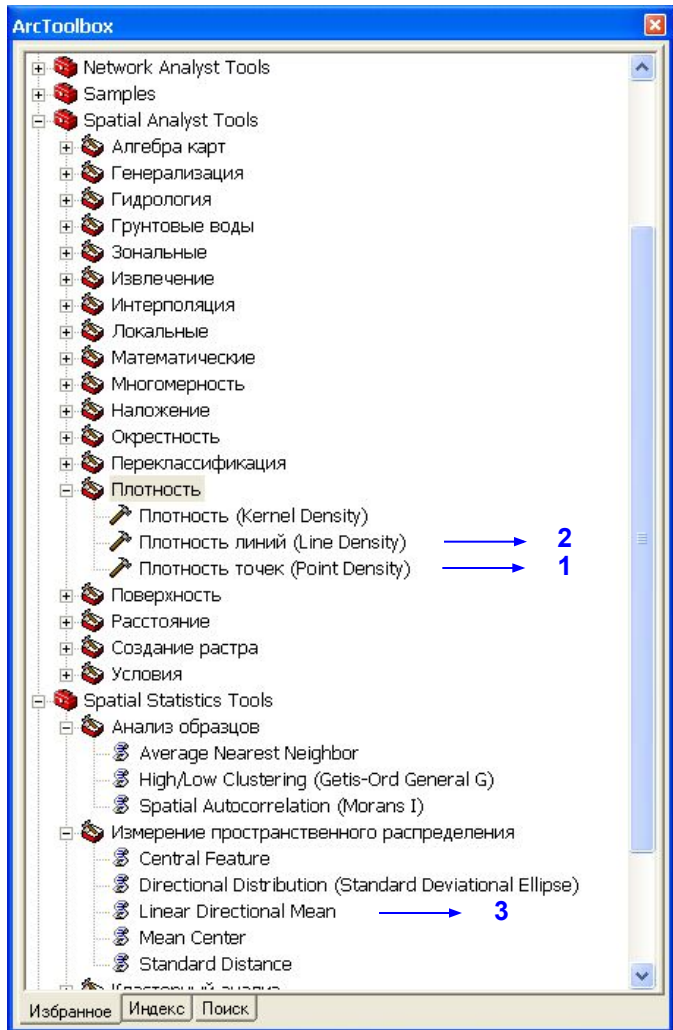 ArcToolbox
Network Analyst Tools
Samples
Spatial Analyst Tools
Алгебра карт
Генерализация
Гидрология
Грунтовые воды
Зональные
Извлечение
Интерполяция
Локальные
Математические
Многомерность
Наложение
Окрестность
Переклассификация
Плотность
Плотность (Kernel Density)
Плотность линий (Line Density) 2
Плотность точек (Point Density) 1
Поверхность
Расстояние
Создание растра
Условия
Spatial Statistics Tools
Анализ образцов
Average Nearest Neighbor
High/Low Clustering (Getis-Ord General G)
Spatial Autocorrelation (Morans I)
Измерение пространственного распределения
Central Feature
Directional Distribution (Standard Deviational Ellipse)
Linear Directional Mean 3
Mean Center
Standard Distance
Кластерный анализ
Избранное Индекс Поиск